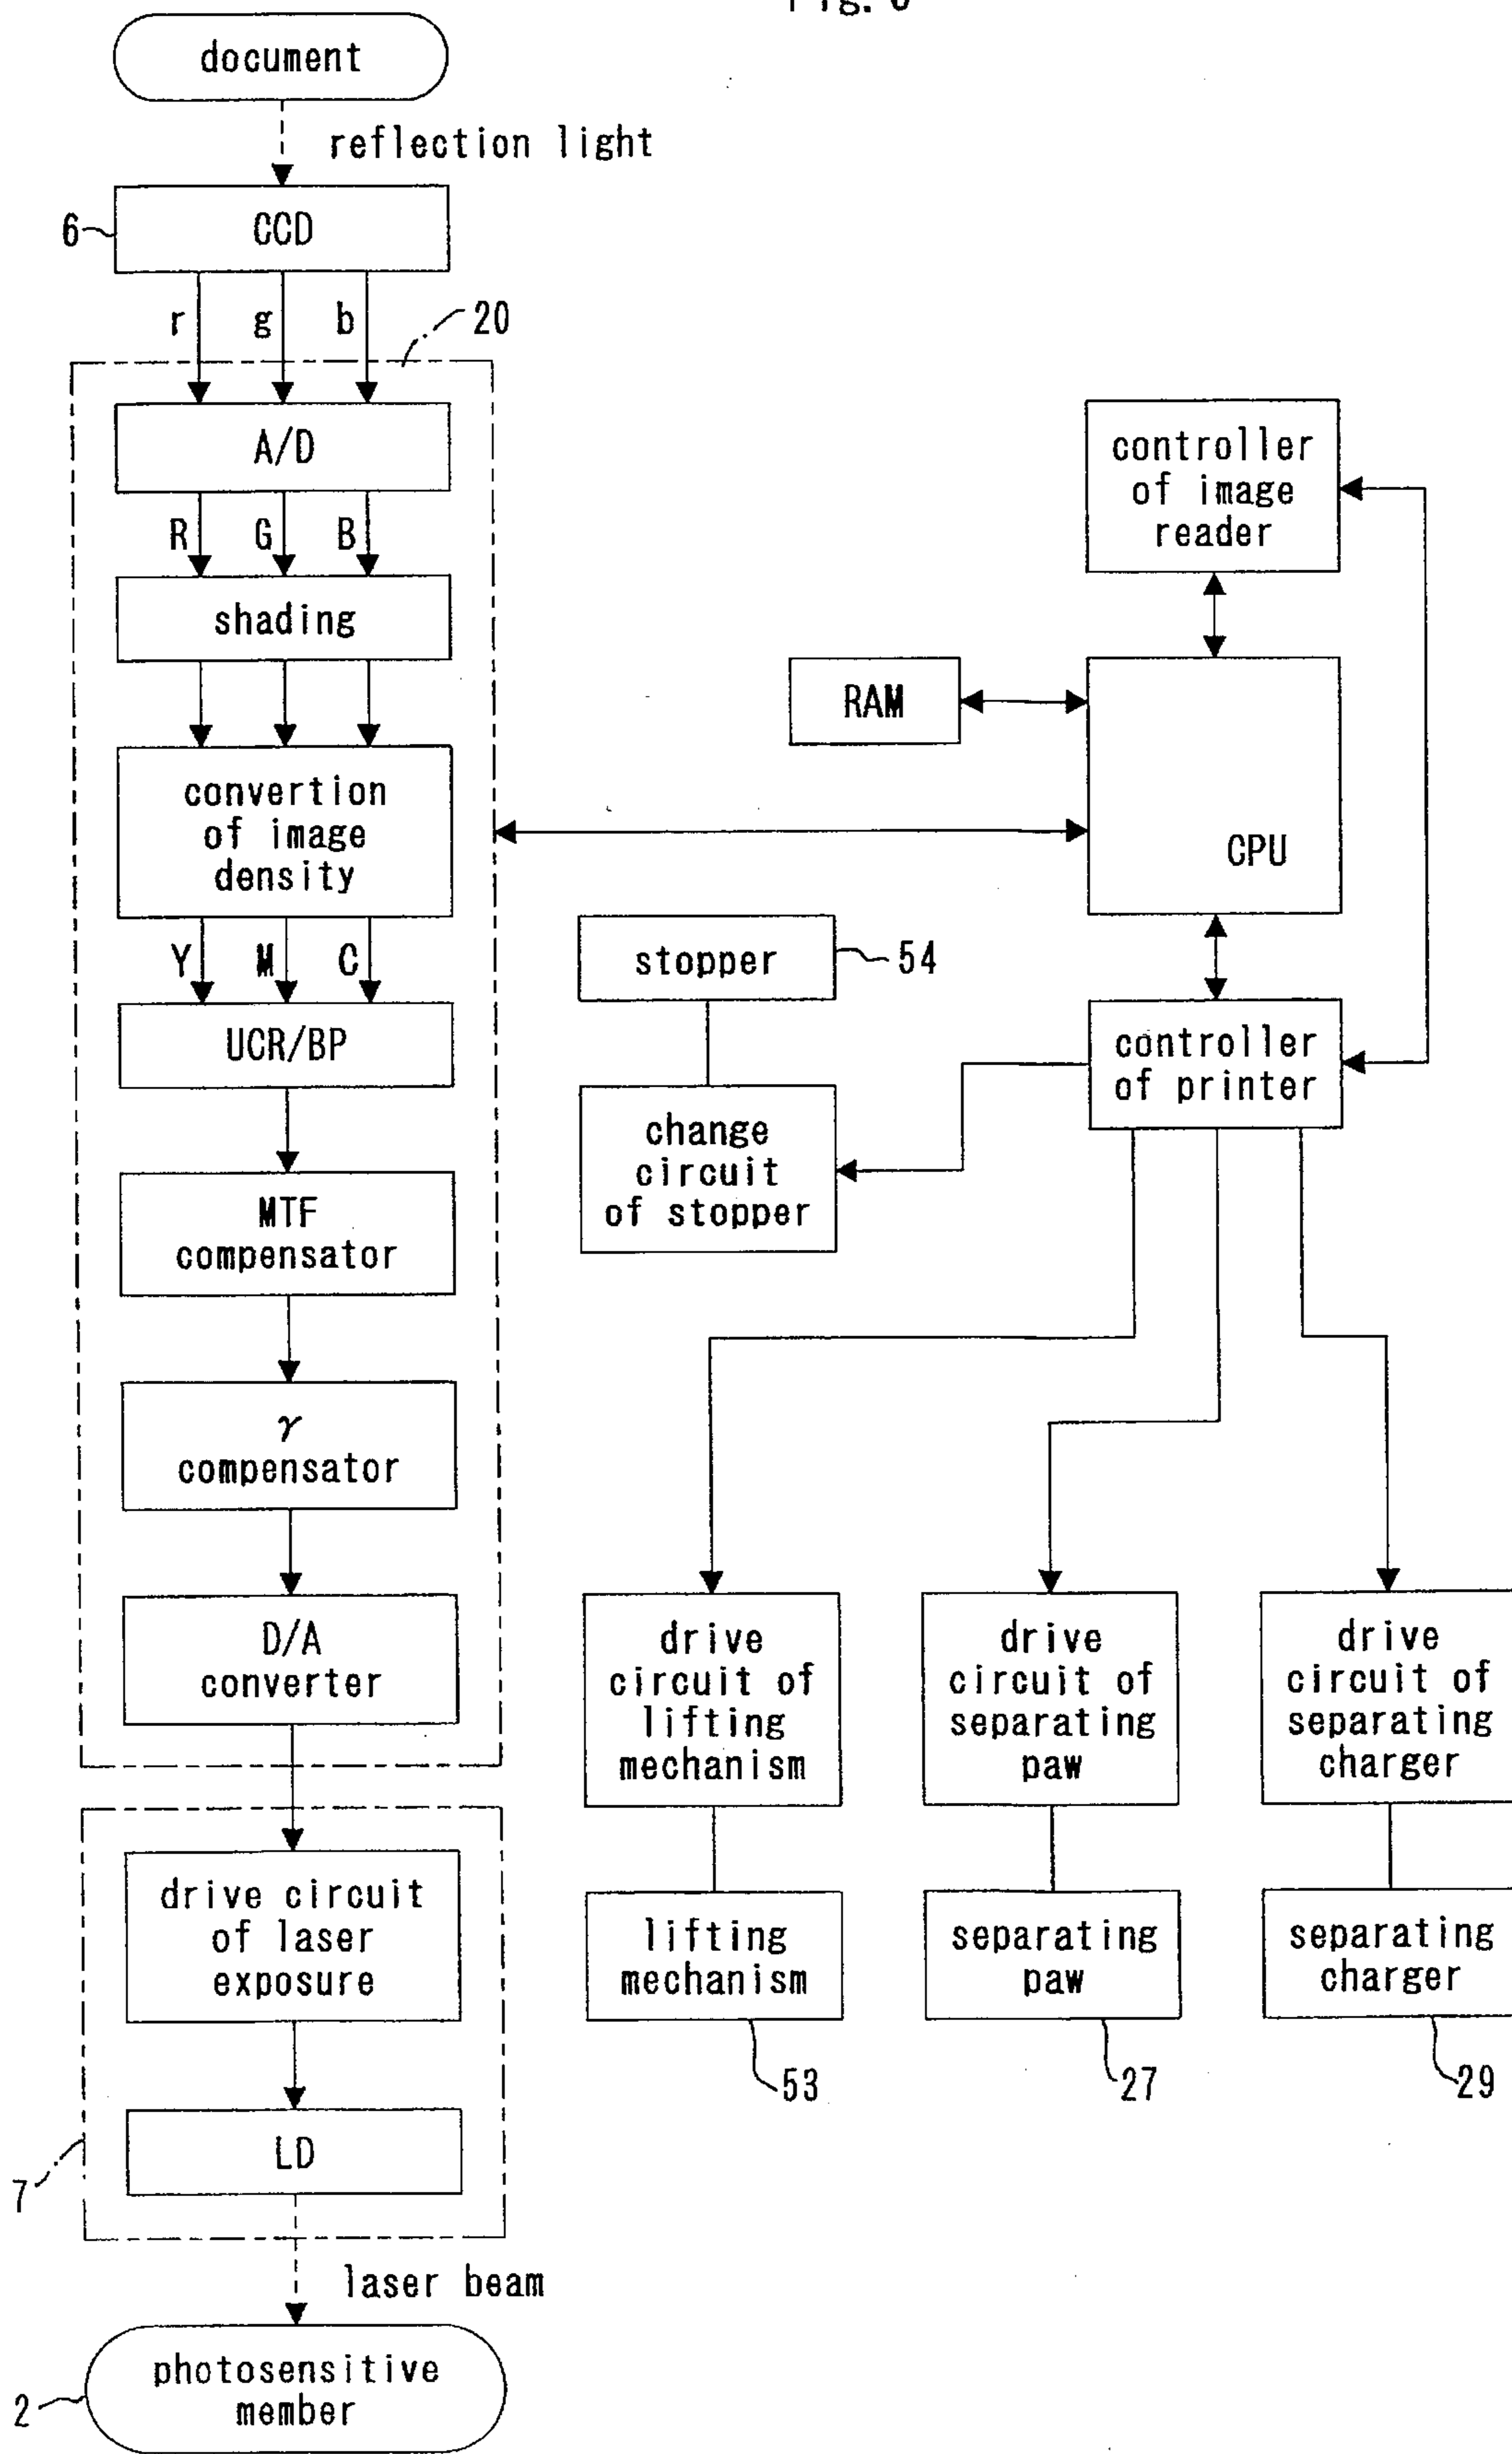 document
reflection light
6
CCD
r g b
20
A/D
R G B
shading
convertion
of image
density
Y M C
UCR/BP
MTF
compensator
γ
compensator
D/A
converter
drive circuit
of laser
exposure
LD
7
laser beam
photosensitive
member
2
controller
of image
reader
RAM
CPU
stopper
54
controller
of printer
change
circuit
of stopper
drive
circuit of
lifting
mechanism
drive
circuit of
separating
paw
drive
circuit of
separating
charger
lifting
mechanism
53
separating
paw
27
separating
charger
29